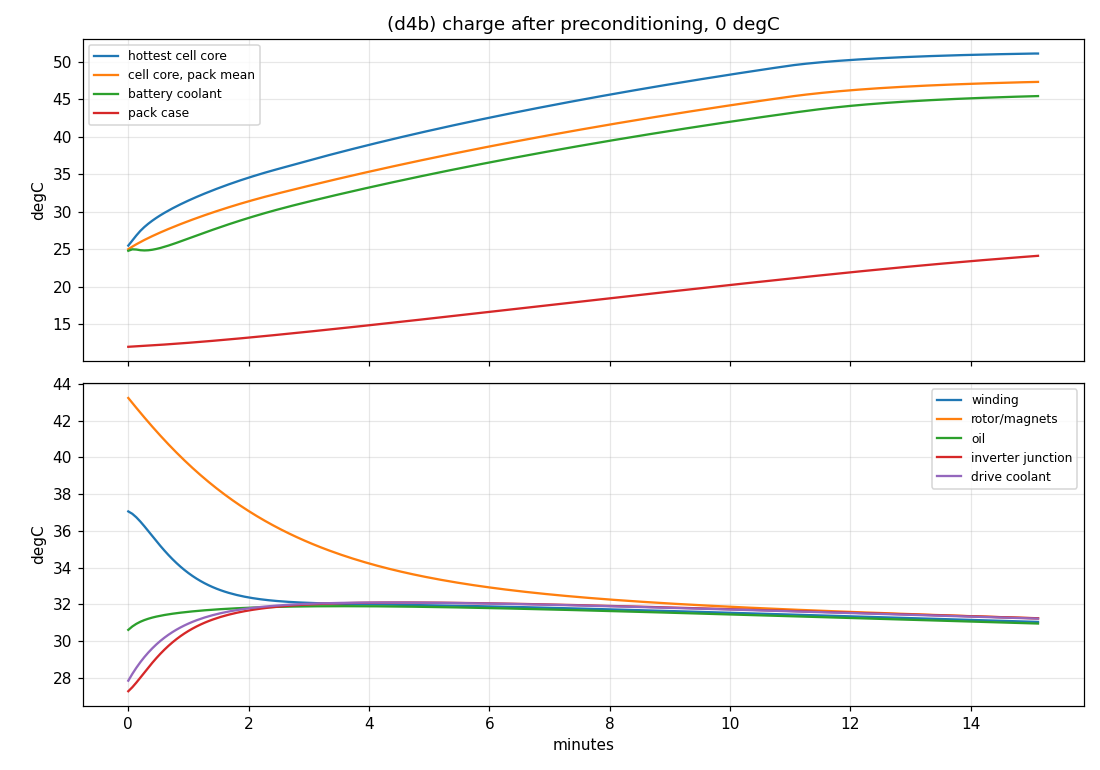 (d4b) charge after preconditioning, 0 degC
hottest cell core
cell core, pack mean
battery coolant
pack case
50
45
40
35
30
25
20
15
degC
winding
rotor/magnets
oil
inverter junction
drive coolant
44
42
40
38
36
34
32
30
28
degC
0 2 4 6 8 10 12 14
minutes